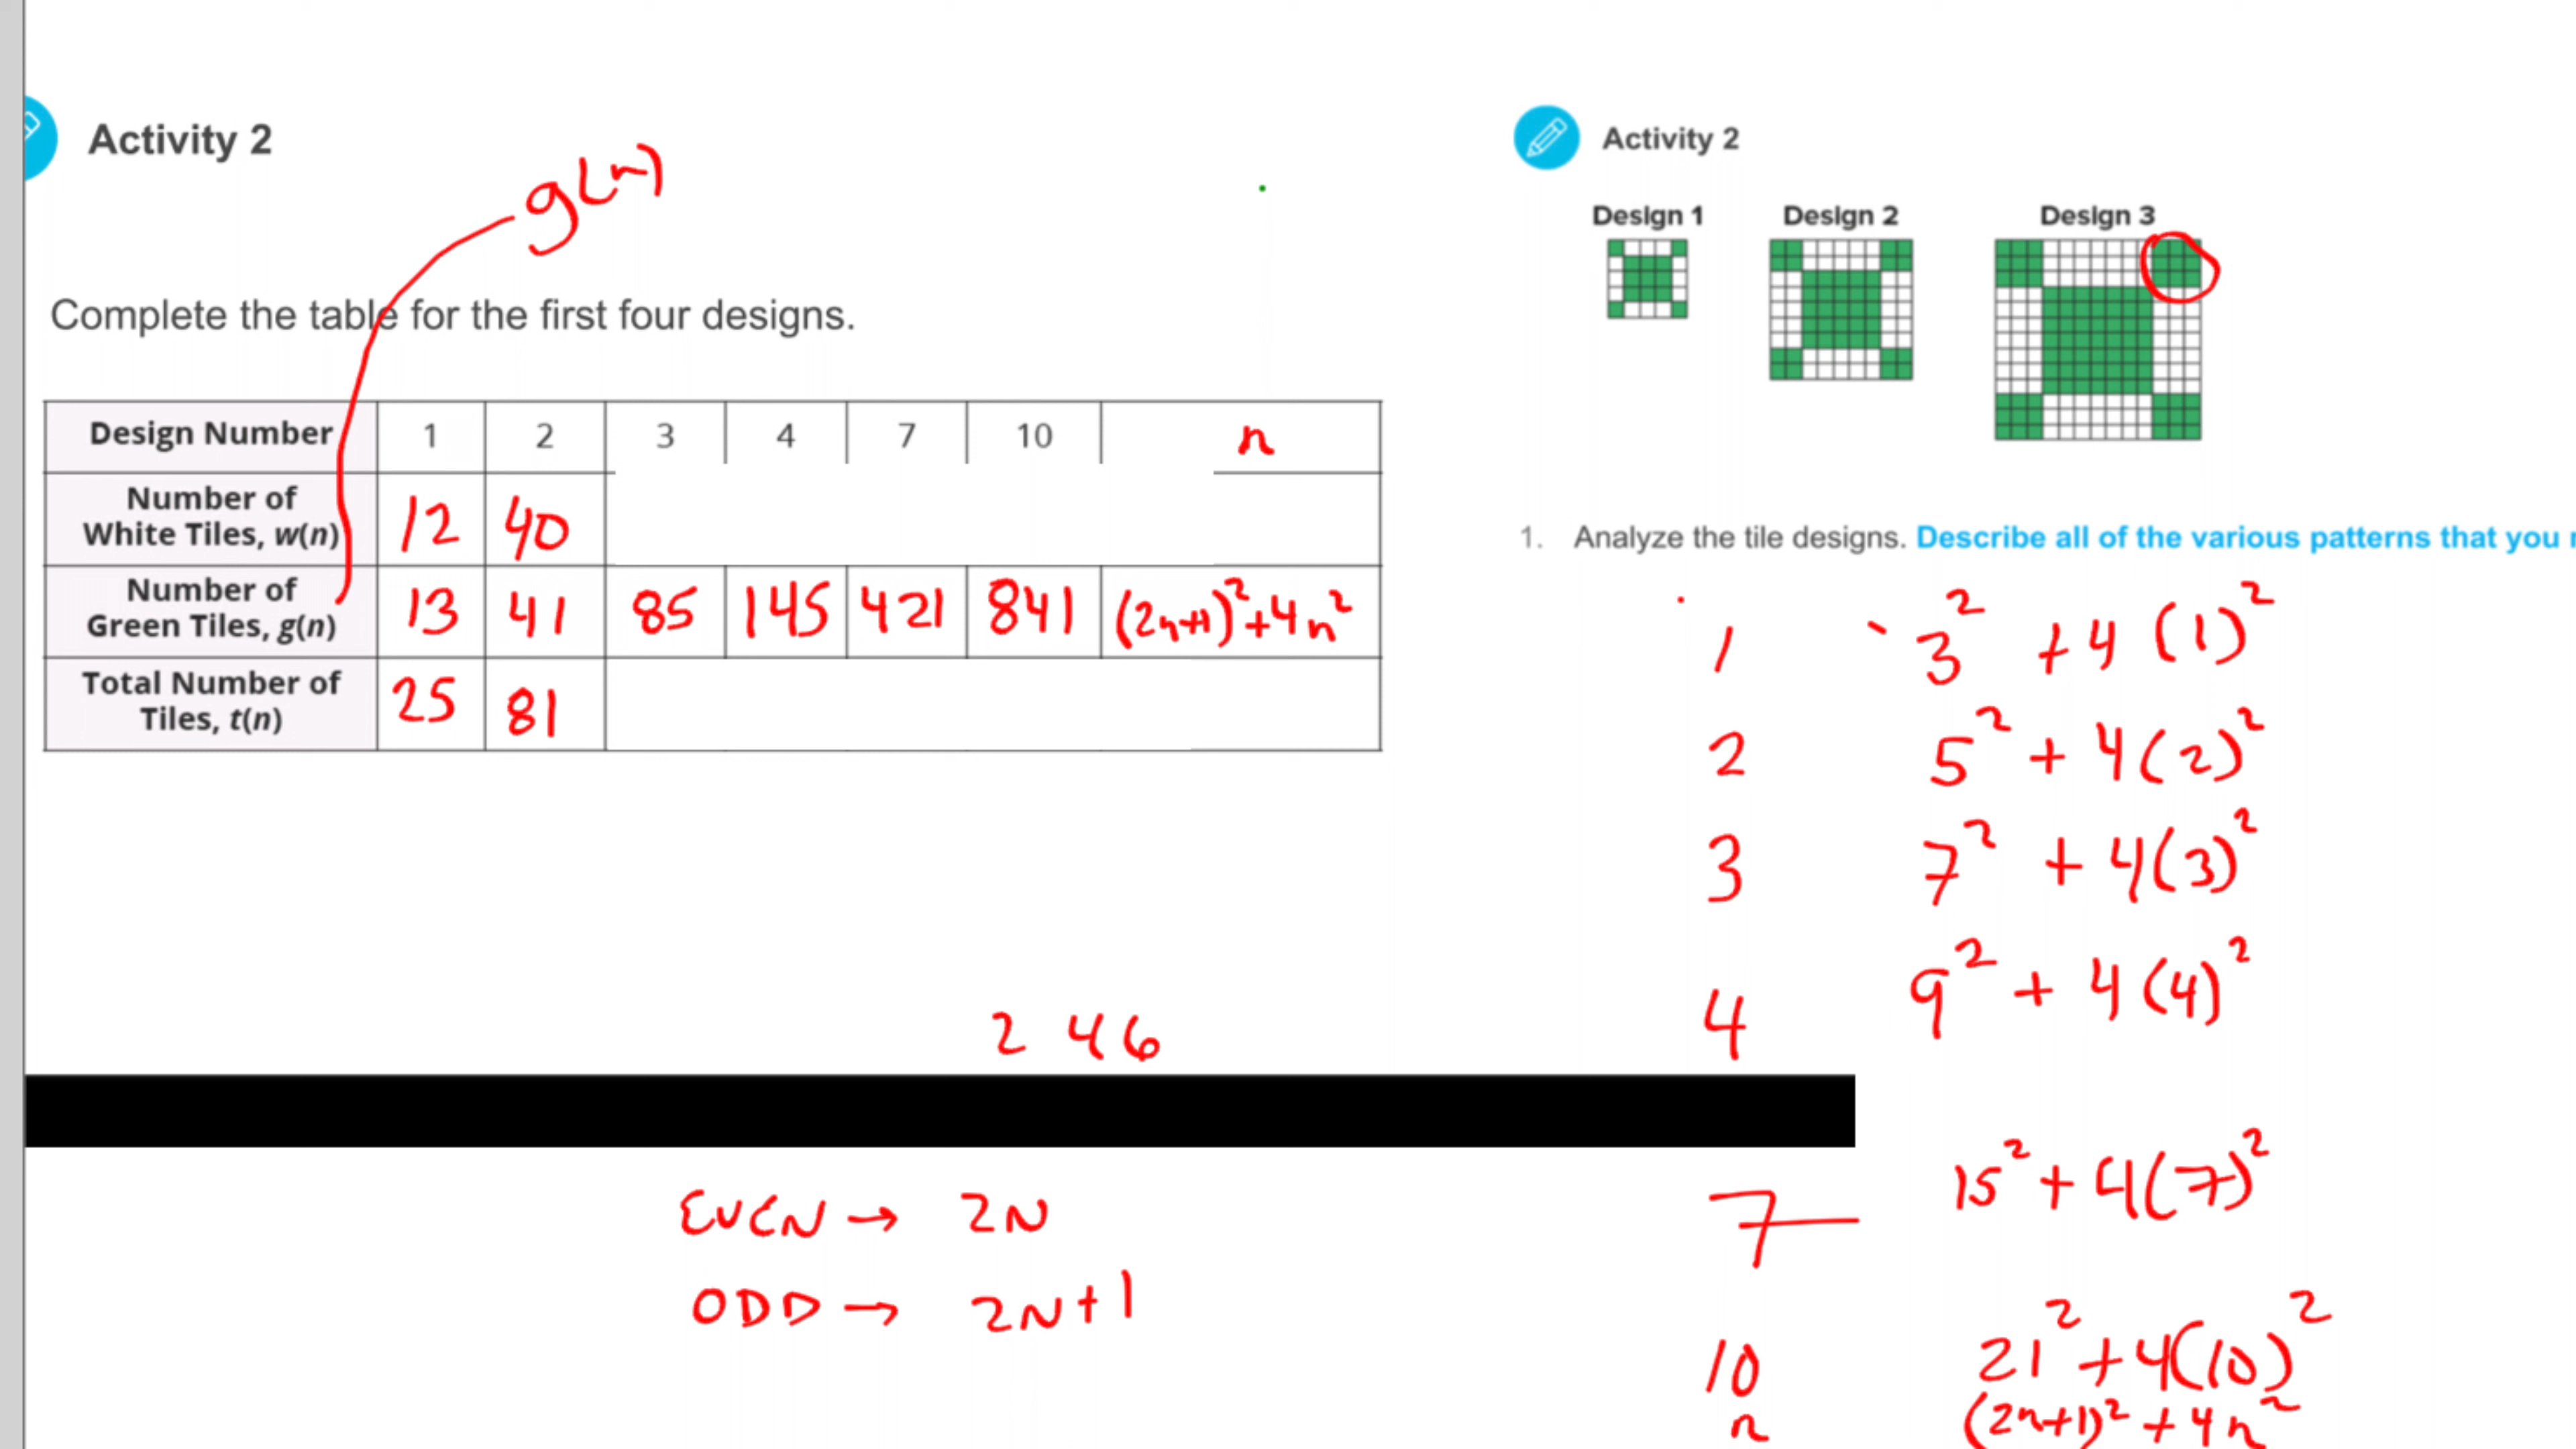 Activity 2
g(n)
Complete the table for the first four designs.
Design Number 1 2 3 4 7 10 n
Number of
White Tiles, w(n) 12 40
Number of
Green Tiles, g(n) 13 41 85 145 421 841 (2n+1)²+4n²
Total Number of
Tiles, t(n) 25 81
2 4 6
EVEN → 2N
ODD → 2N+1
Activity 2
Design 1 Design 2 Design 3
1. Analyze the tile designs. Describe all of the various patterns that you
1 3² + 4 (1)²
2 5² + 4(2)²
3 7² + 4(3)²
4 9² + 4(4)²
7 15² + 4(7)²
10 21² + 4(10)²
n (2n+1)² + 4n²